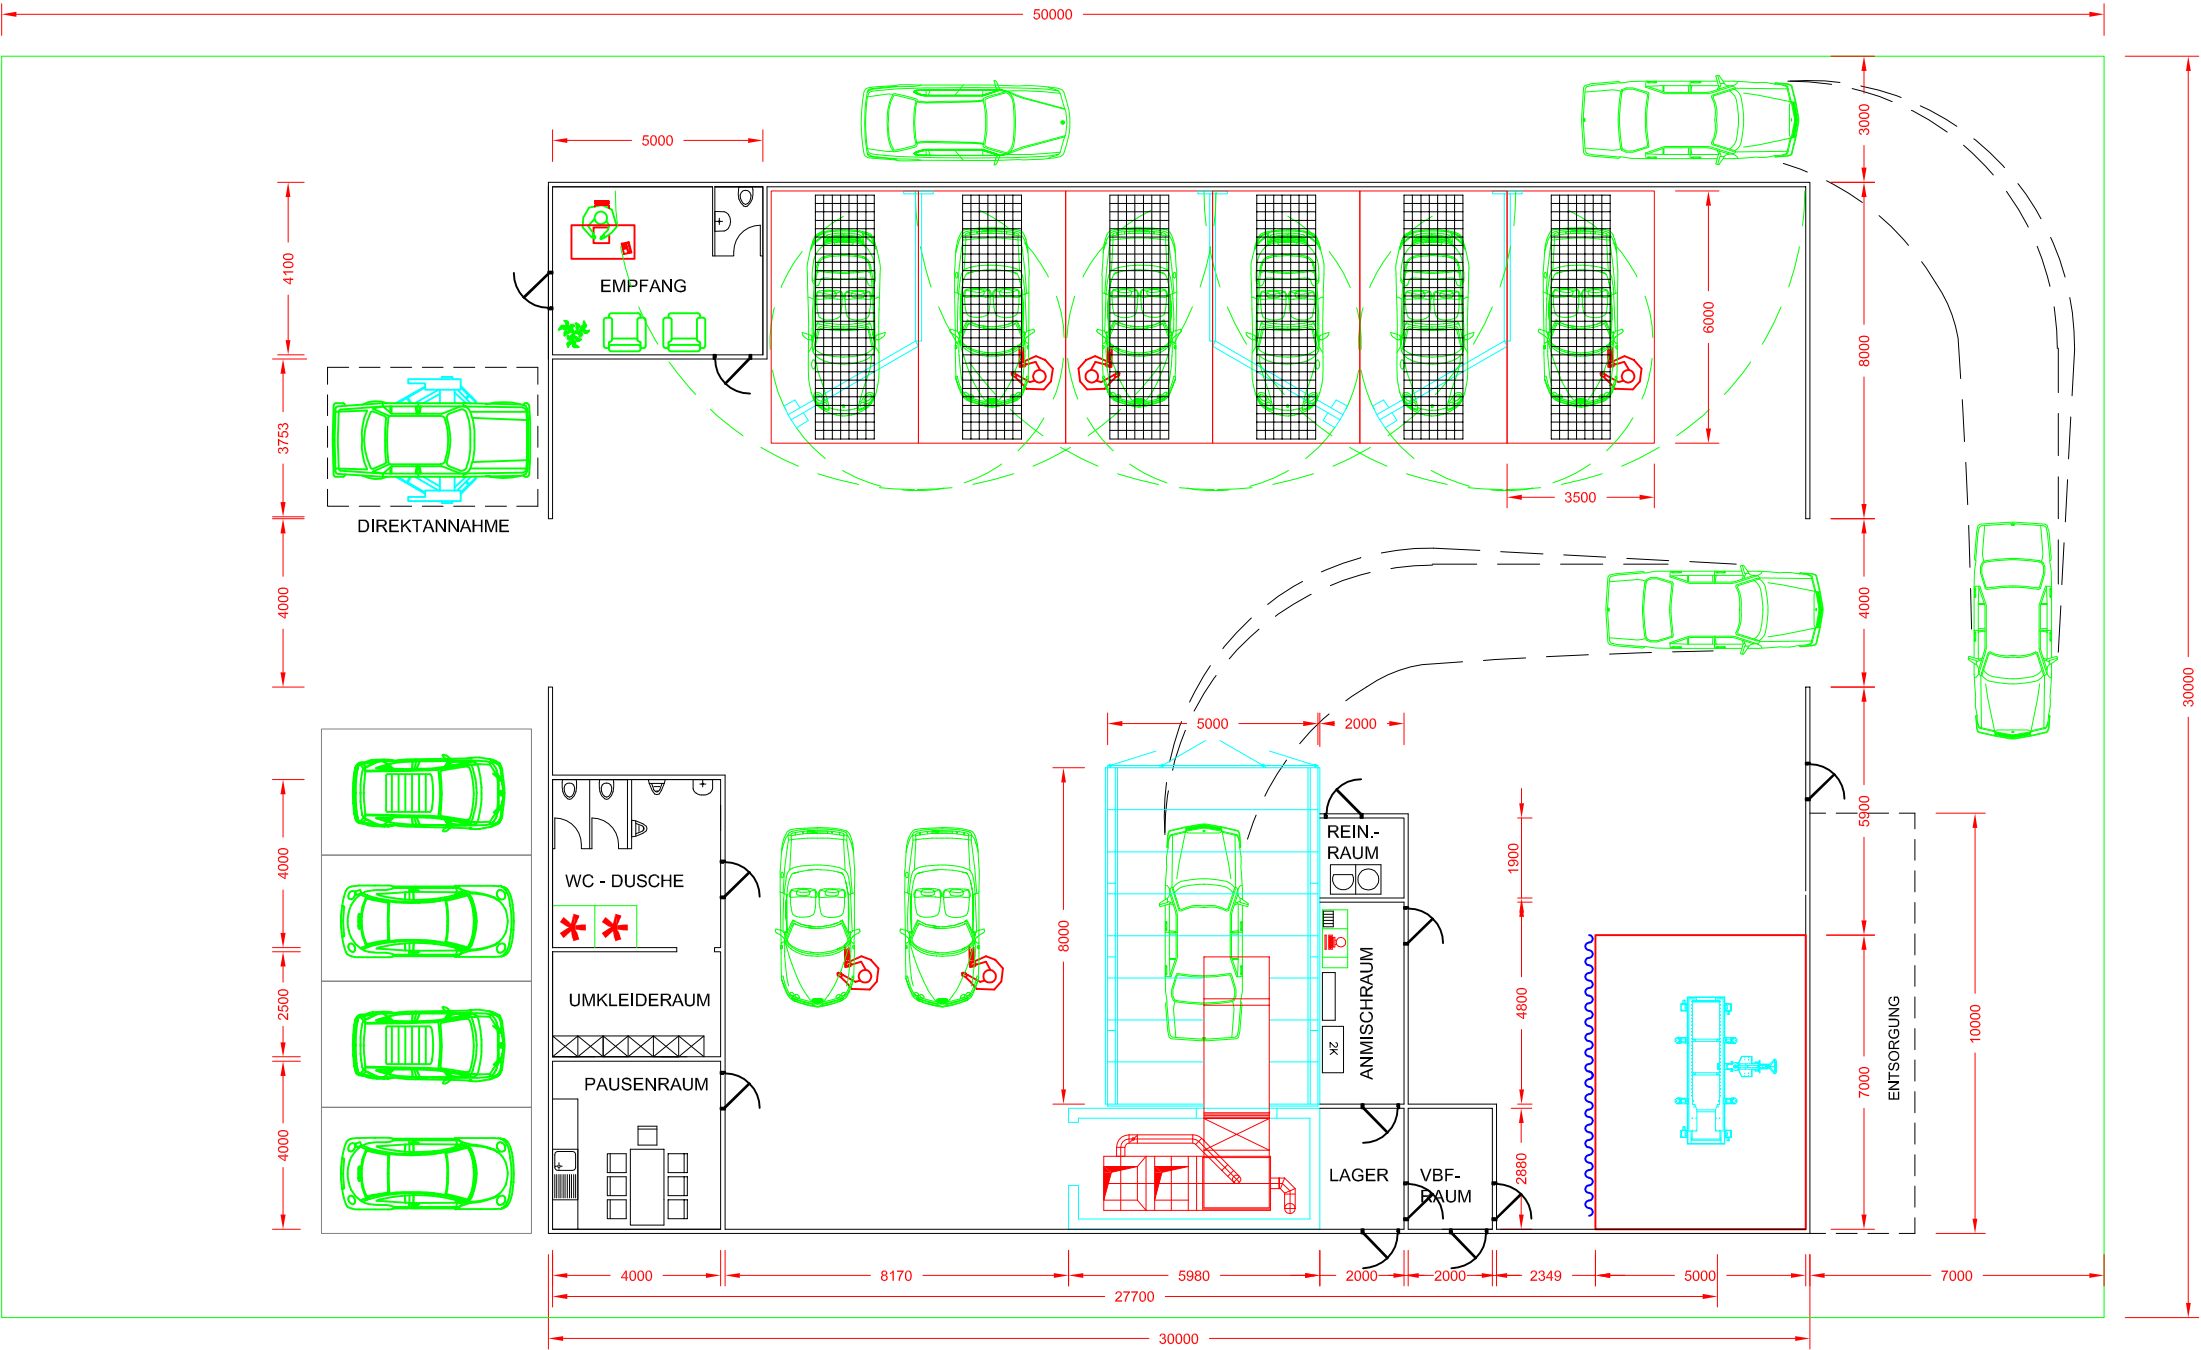 50000
5000
3000
4100
EMPFANG
6000
8000
3753
3500
DIREKTANNAHME
4000
4000
30000
5000
2000
5900
REIN.-
RAUM
1900
4000
WC - DUSCHE
8000
2500
UMKLEIDERAUM
ANMISCHRAUM
2K
4800
ENTSORGUNG
10000
7000
PAUSENRAUM
4000
LAGER
VBF-
RAUM
2880
4000
8170
5980
2000
2000
2349
5000
7000
27700
30000